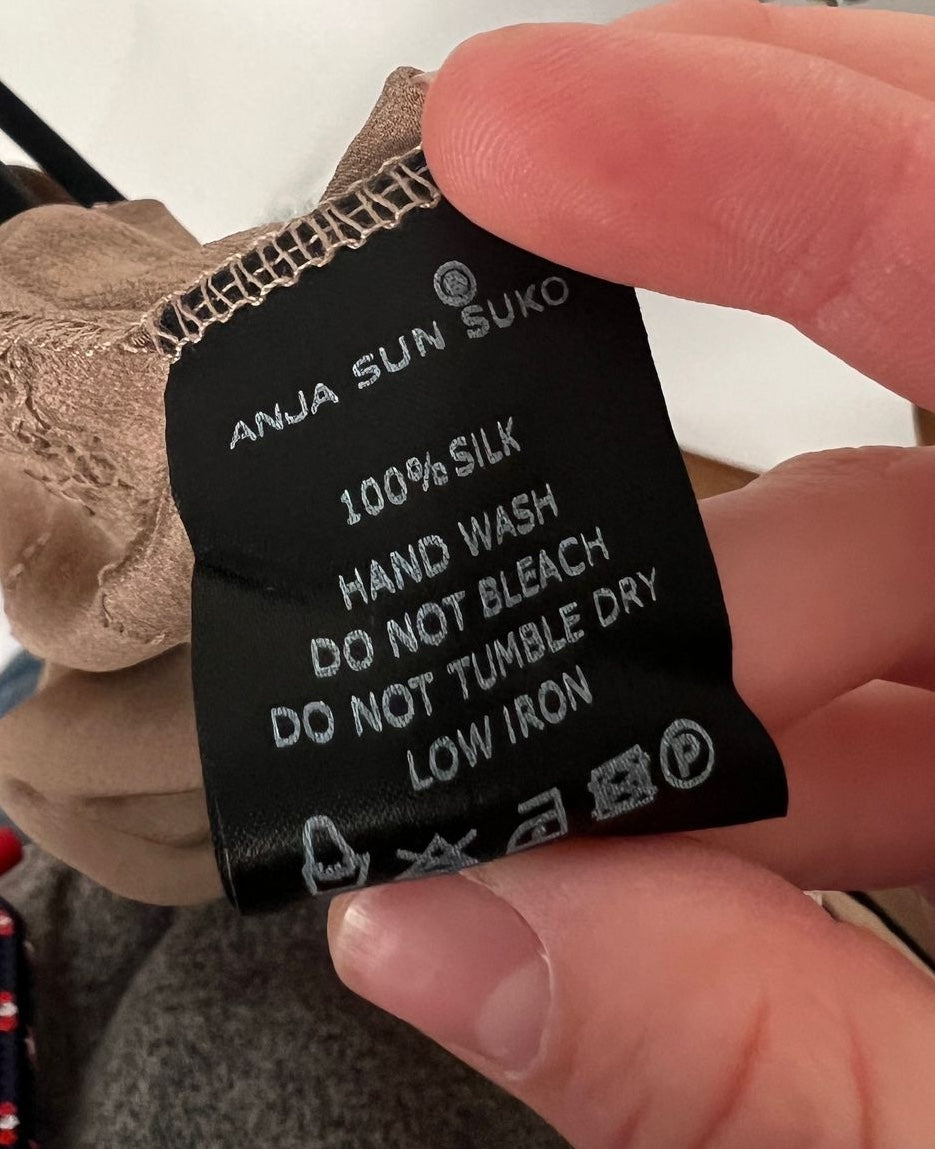 ANJA SUN SUKO®
100% SILK
HAND WASH
DO NOT BLEACH
DO NOT TUMBLE DRY
LOW IRON
P